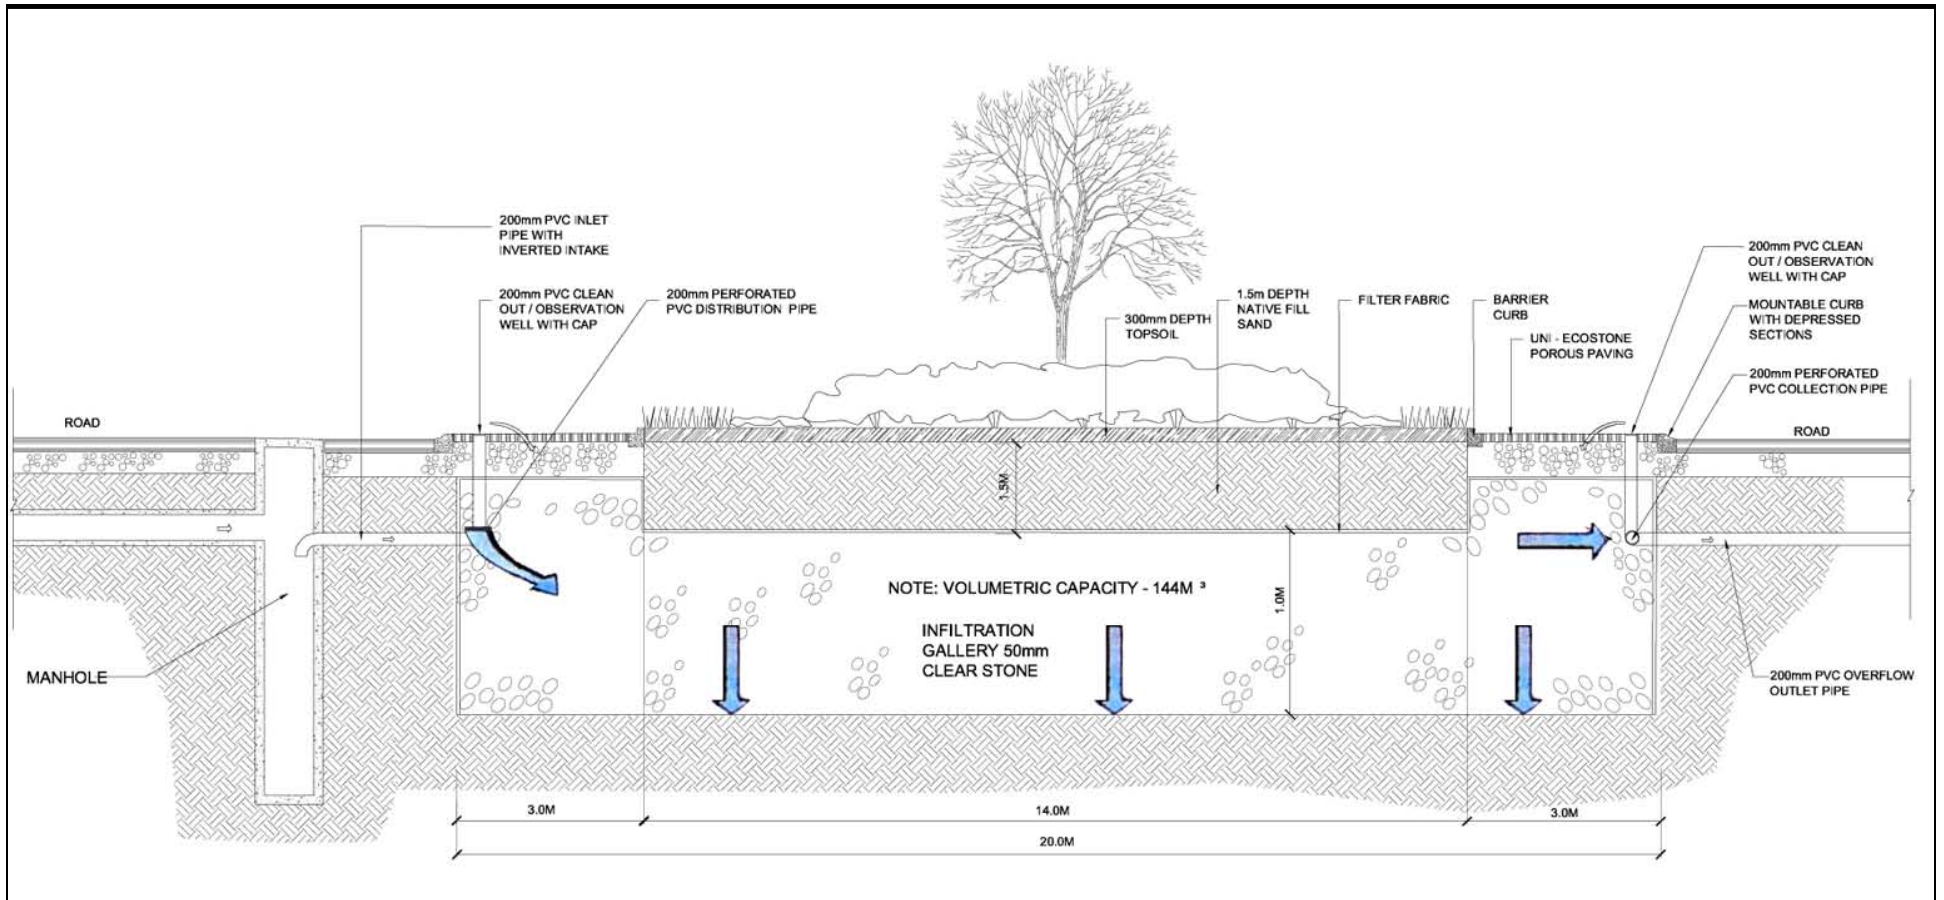 200mm PVC INLET
PIPE WITH
INVERTED INTAKE
200mm PVC CLEAN
OUT / OBSERVATION
WELL WITH CAP
200mm PERFORATED
PVC DISTRIBUTION PIPE
300mm DEPTH
TOPSOIL
1.5m DEPTH
NATIVE FILL
SAND
FILTER FABRIC
BARRIER
CURB
UNI - ECOSTONE
POROUS PAVING
200mm PVC CLEAN
OUT / OBSERVATION
WELL WITH CAP
MOUNTABLE CURB
WITH DEPRESSED
SECTIONS
200mm PERFORATED
PVC COLLECTION PIPE
ROAD
ROAD
1.5M
NOTE: VOLUMETRIC CAPACITY - 144M ³
1.0M
INFILTRATION
GALLERY 50mm
CLEAR STONE
MANHOLE
200mm PVC OVERFLOW
OUTLET PIPE
3.0M
14.0M
3.0M
20.0M